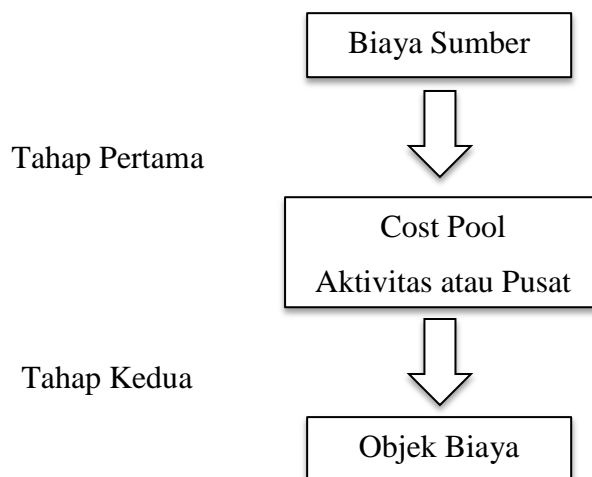 Biaya Sumber
Tahap Pertama
Cost Pool
Aktivitas atau Pusat
Tahap Kedua
Objek Biaya